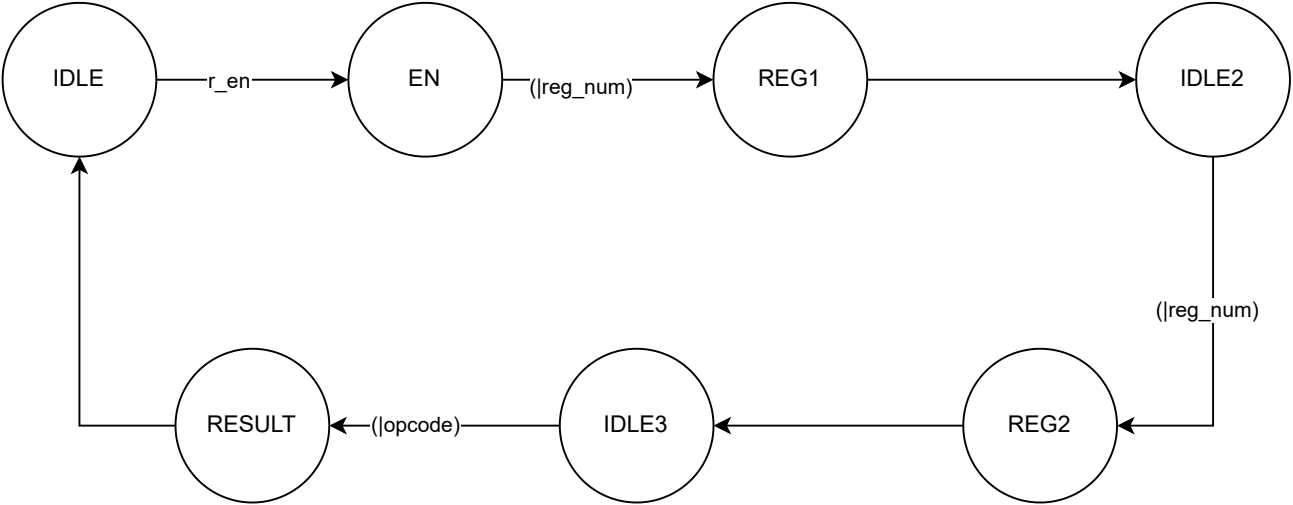 IDLE
r_en
EN
(|reg_num)
REG1
IDLE2
(|reg_num)
RESULT
(|opcode)
IDLE3
REG2